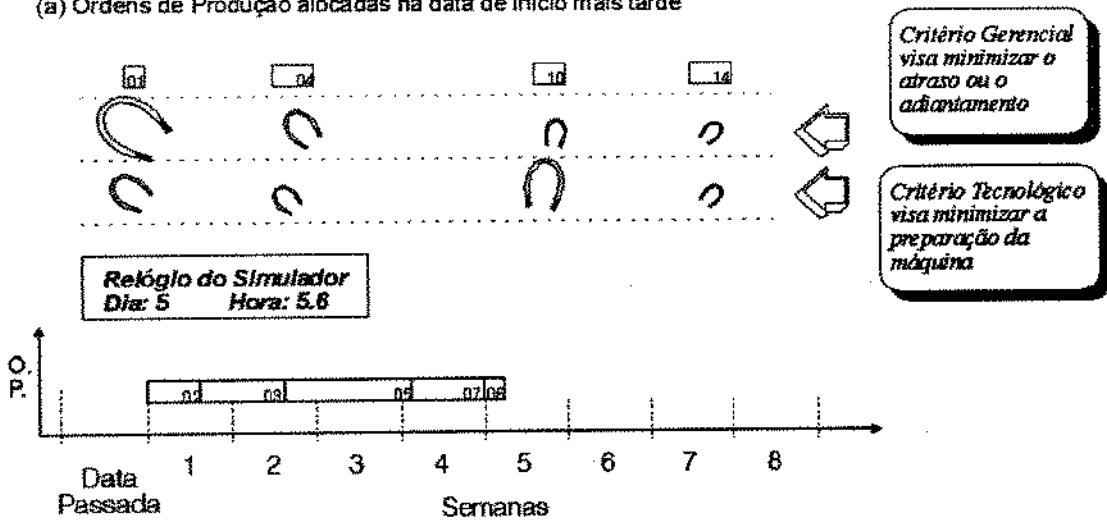 (a) Ordens de Produção alocadas na data de início mais tarde
Critério Gerencial
visa minimizar o
atraso ou o
adiantamento
01
04
10
14
Critério Tecnológico
visa minimizar a
preparação da
máquina
Relógio do Simulador
Dia: 5 Hora: 5.6
O.
P.
02
03
05
07
08
Data
Passada
1
2
3
4
5
6
7
8
Semanas